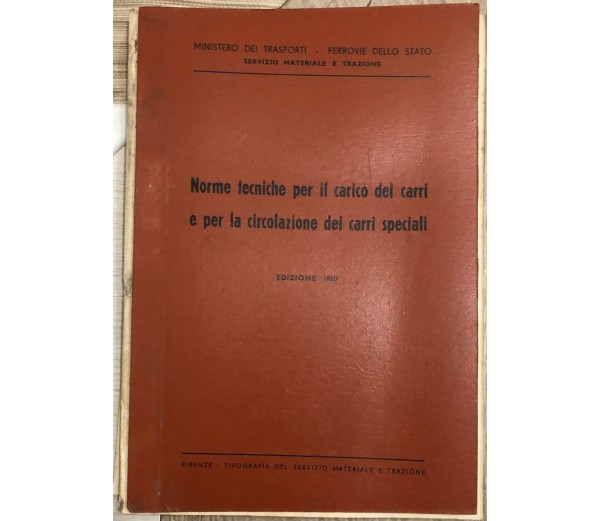 MINISTERO DEI TRASPORTI - FERROVIE DELLO STATO
SERVIZIO MATERIALE E TRAZIONE
Norme tecniche per il carico dei carri
e per la circolazione dei carri speciali
EDIZIONE 1960
FIRENZE - TIPOGRAFIA DEL SERVIZIO MATERIALE E TRAZIONE